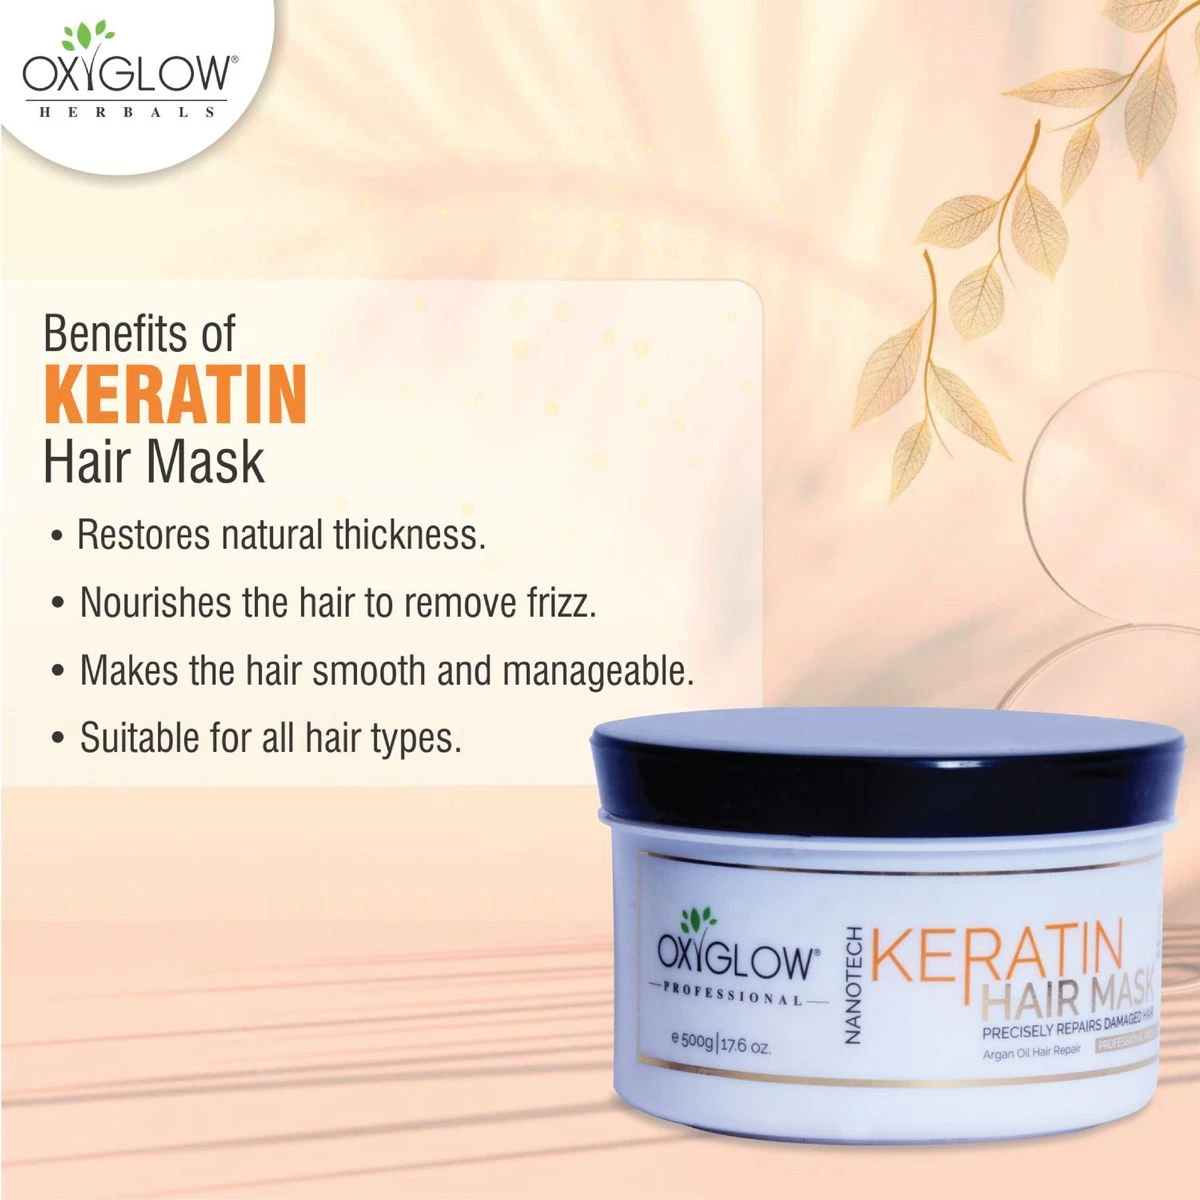 OXYGLOW®
HERBALS
Benefits of
KERATIN
Hair Mask
• Restores natural thickness.
• Nourishes the hair to remove frizz.
• Makes the hair smooth and manageable.
• Suitable for all hair types.
OXYGLOW®
PROFESSIONAL
e 500g|17.6 oz.
NANOTECH
KERATIN
HAIR MASK
PRECISELY REPAIRS DAMAGED HAIR
Argan Oil Hair Repair
PROFESSIONAL